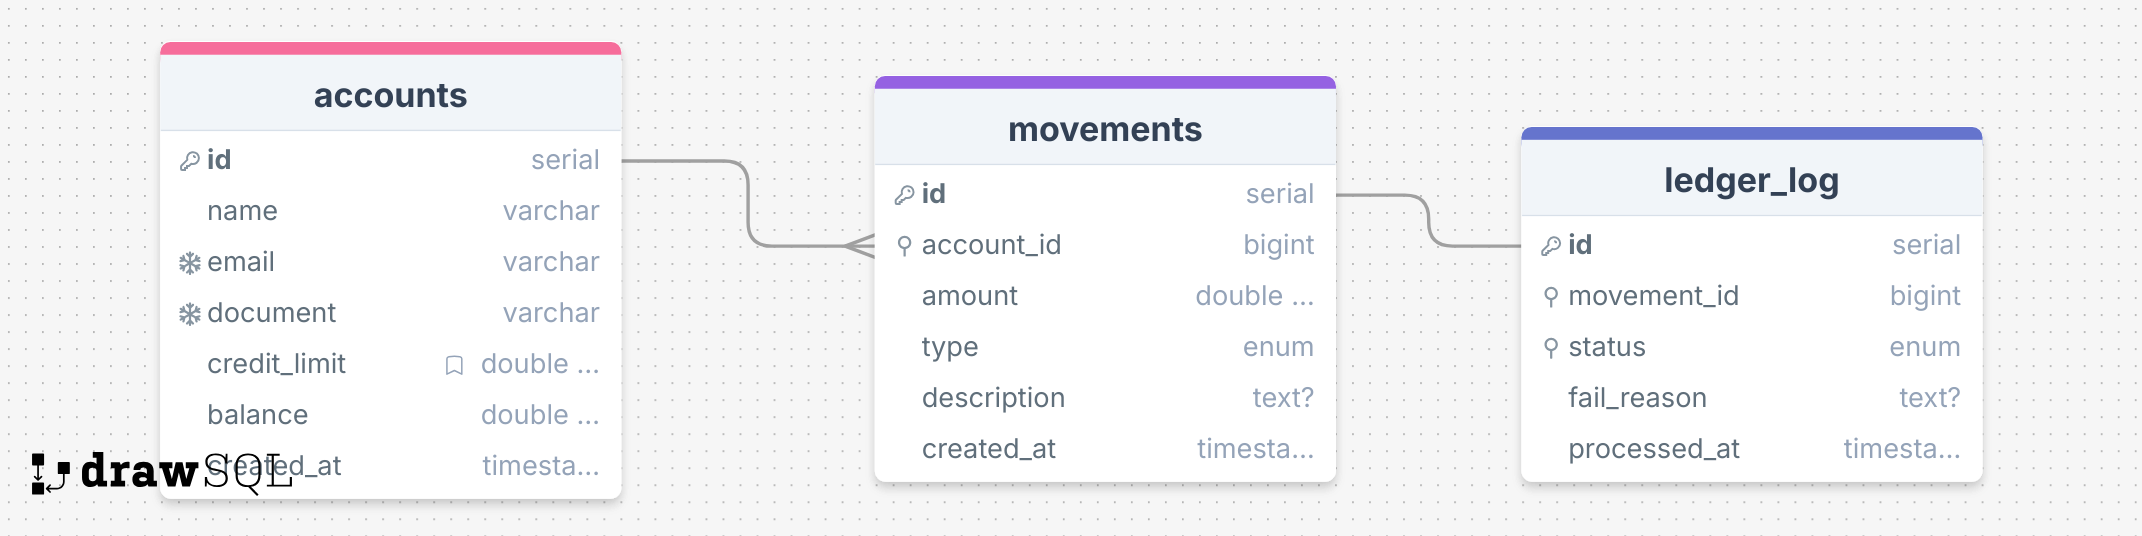 accounts
id serial
name varchar
email varchar
document varchar
credit_limit double ...
balance double ...
created_at timesta...
movements
id serial
account_id bigint
amount double ...
type enum
description text?
created_at timesta...
ledger_log
id serial
movement_id bigint
status enum
fail_reason text?
processed_at timesta...
drawSQL